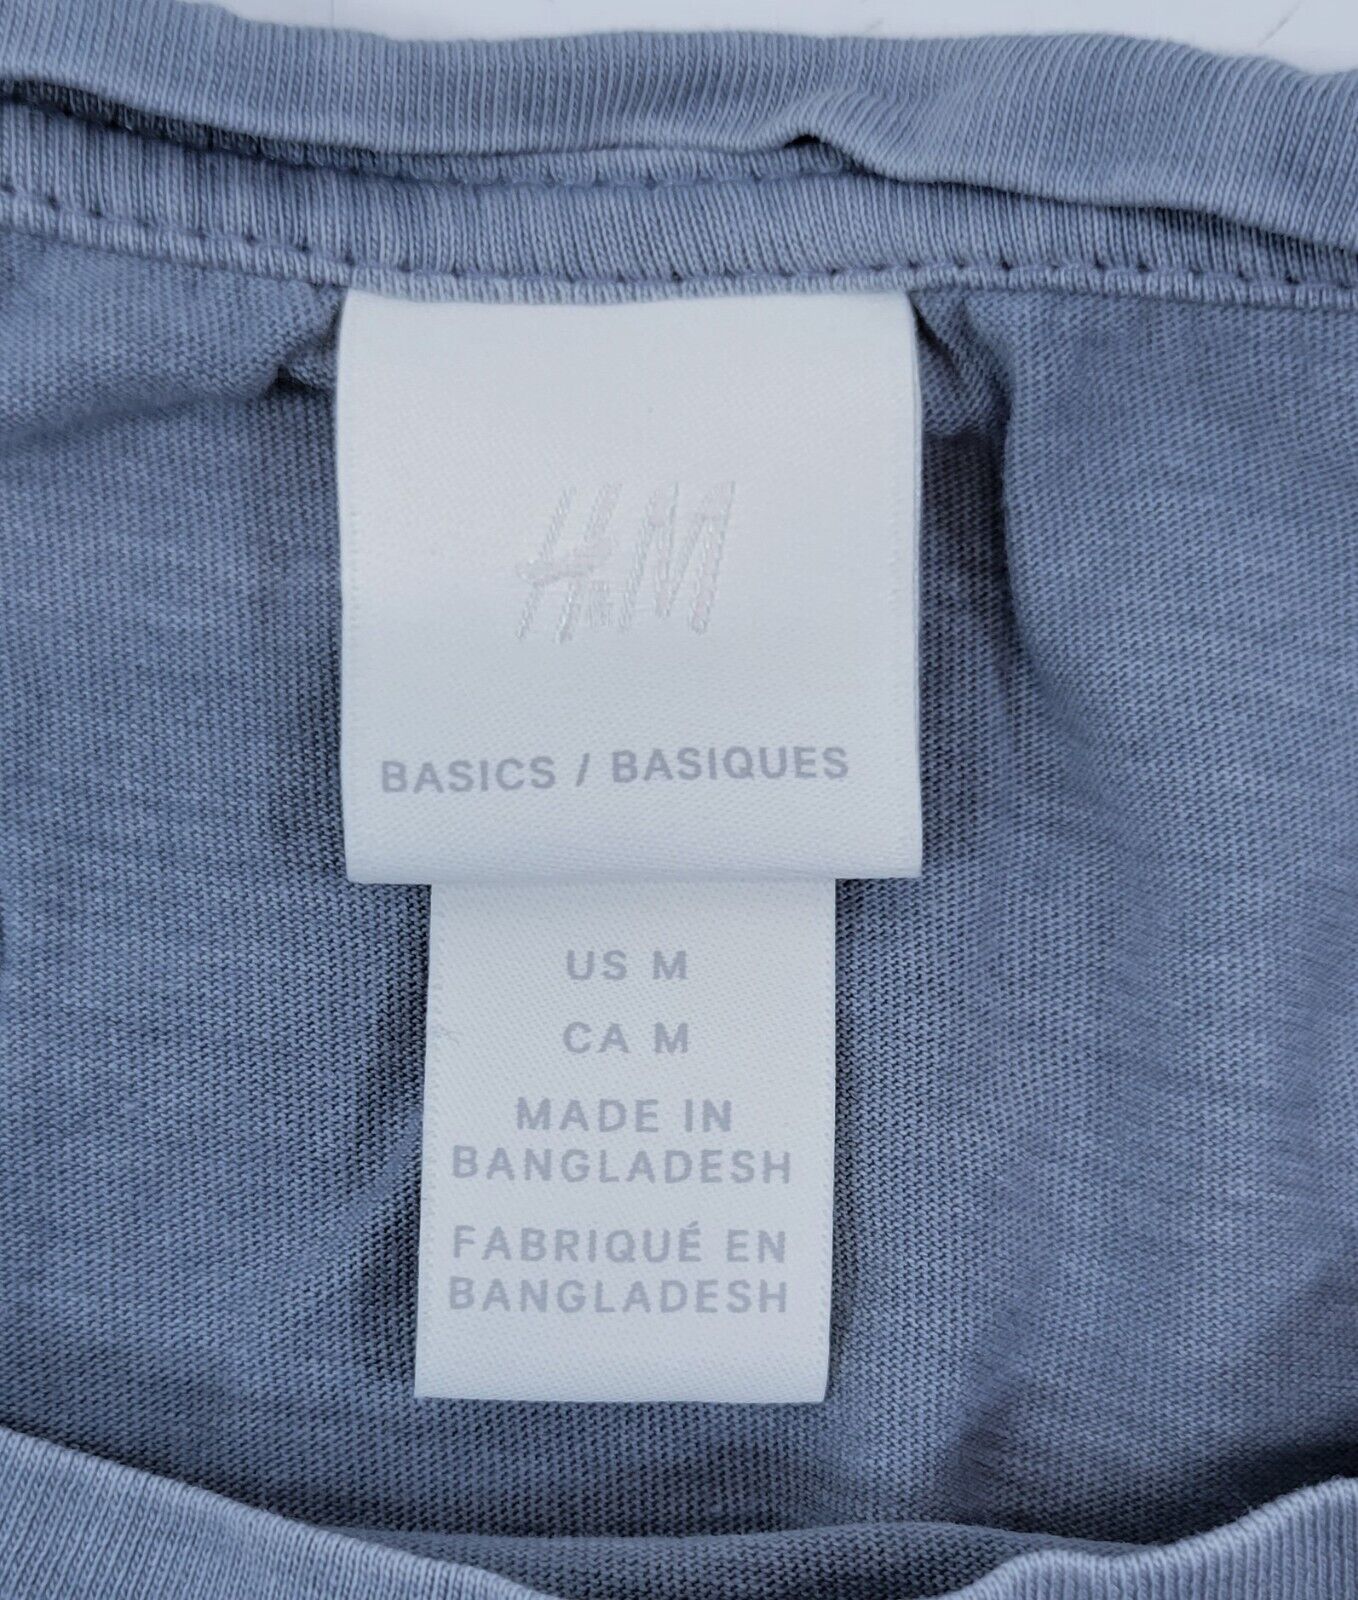 H&M
BASICS / BASIQUES
US M
CA M
MADE IN
BANGLADESH
FABRIQUÉ EN
BANGLADESH